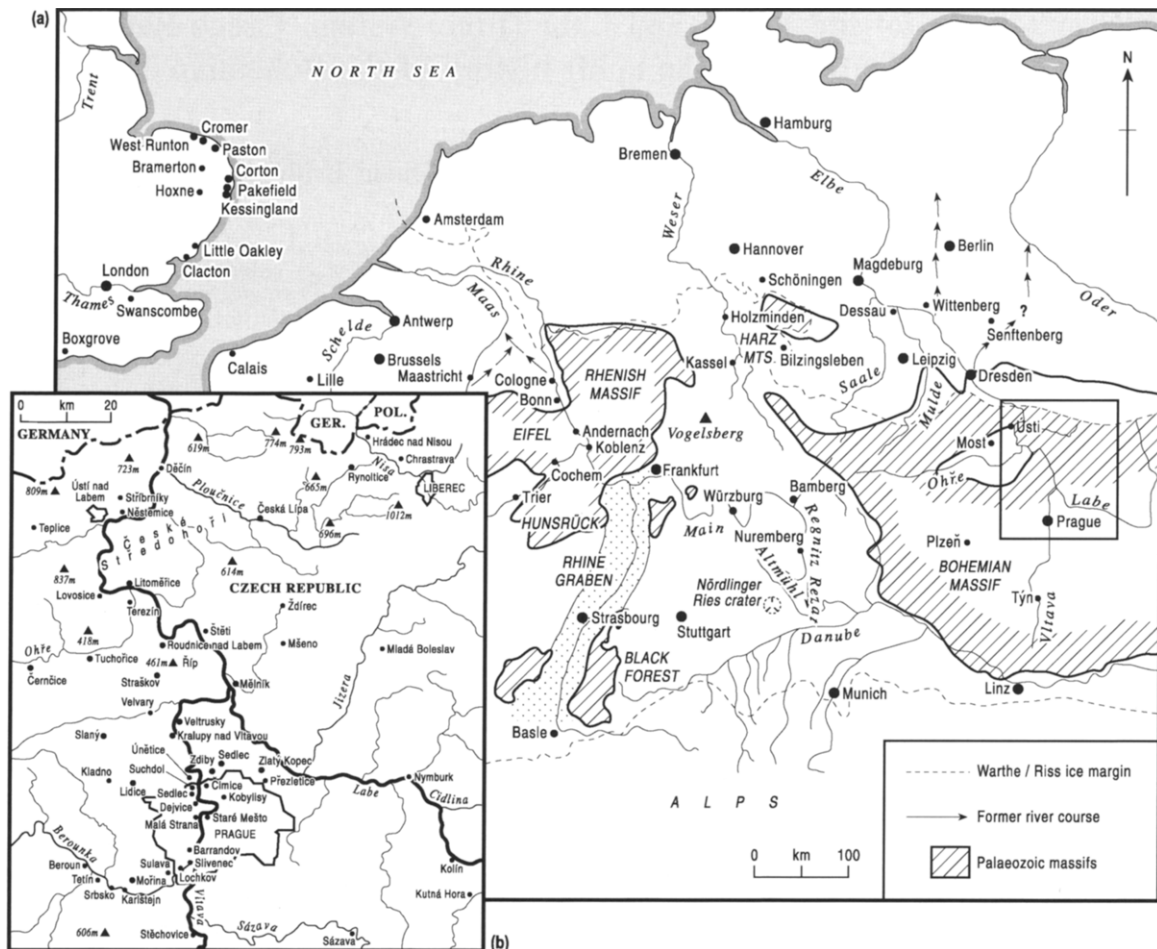 (a)
NORTH SEA
N
Trent
Cromer
West Runton
Paston
Bramerton
Corton
Hoxne
Pakefield
Kessingland
Little Oakley
Clacton
London
Thames
Swanscombe
Boxgrove
Calais
Hamburg
Bremen
Elbe
Weser
Amsterdam
Hannover
Berlin
Rhine
Maas
Schöningen
Magdeburg
Oder
Schelde
Antwerp
Holzminden
Dessau
Wittenberg
?
Senftenberg
Brussels
Maastricht
HARZ
MTS.
Bilzingsleben
Leipzig
Lille
Cologne
Bonn
RHENISH
MASSIF
Kassel
Saale
Mulde
Dresden
EIFEL
Andernach
Koblenz
Vogelsberg
Most
Ústi
Cochem
Frankfurt
Ohře
Labe
Trier
HUNSRÜCK
Würzburg
Bamberg
Main
Regnitz Rezat
Nuremberg
Altmühl
Prague
Plzeň
BOHEMIAN
MASSIF
RHINE
GRABEN
Nördlinger
Ries crater
Týn
Vltava
Strasbourg
Stuttgart
Danube
BLACK
FOREST
Munich
Linz
Basle
ALPS
0 km 100
Warthe / Riss ice margin
Former river course
Palaeozoic massifs
0 km 20
GERMANY
GER.
POL.
619m
774m
793m
Hrádec nad Nisou
723m
Děčín
Nisa
Chrastava
809m
Ústí nad
Labem
Ploučnice
665m
Rynoltice
LIBEREC
Stříbrníky
Něštěmice
Česká Lípa
1012m
Teplice
696m
České
Středohoří
837m
614m
Litoměřice
CZECH REPUBLIC
Lovosice
Terezín
Ždírec
418m
Štětí
Ohře
Roudnice nad Labem
Mšeno
Tuchořice
461m
Říp
Mladá Boleslav
Černčice
Straškov
Mělník
Jizera
Velvary
Veltrusky
Slaný
Kralupy nad Vltavou
Únětice
Sedlec
Zdiby
Zlatý Kopec
Kladno
Suchdol
Přezletice
Nymburk
Lidice
Cimice
Labe
Cidlina
Sedlec
Kobylisy
Dejvice
Malá Strana
Staré Mešto
PRAGUE
Berounka
Barrandov
Beroun
Sulava
Slivenec
Kolín
Tetín
Mořina
Lochkov
Srbsko
Karištejn
Vltava
Kutná Hora
606m
Sázava
Stěchovice
Sázava
(b)